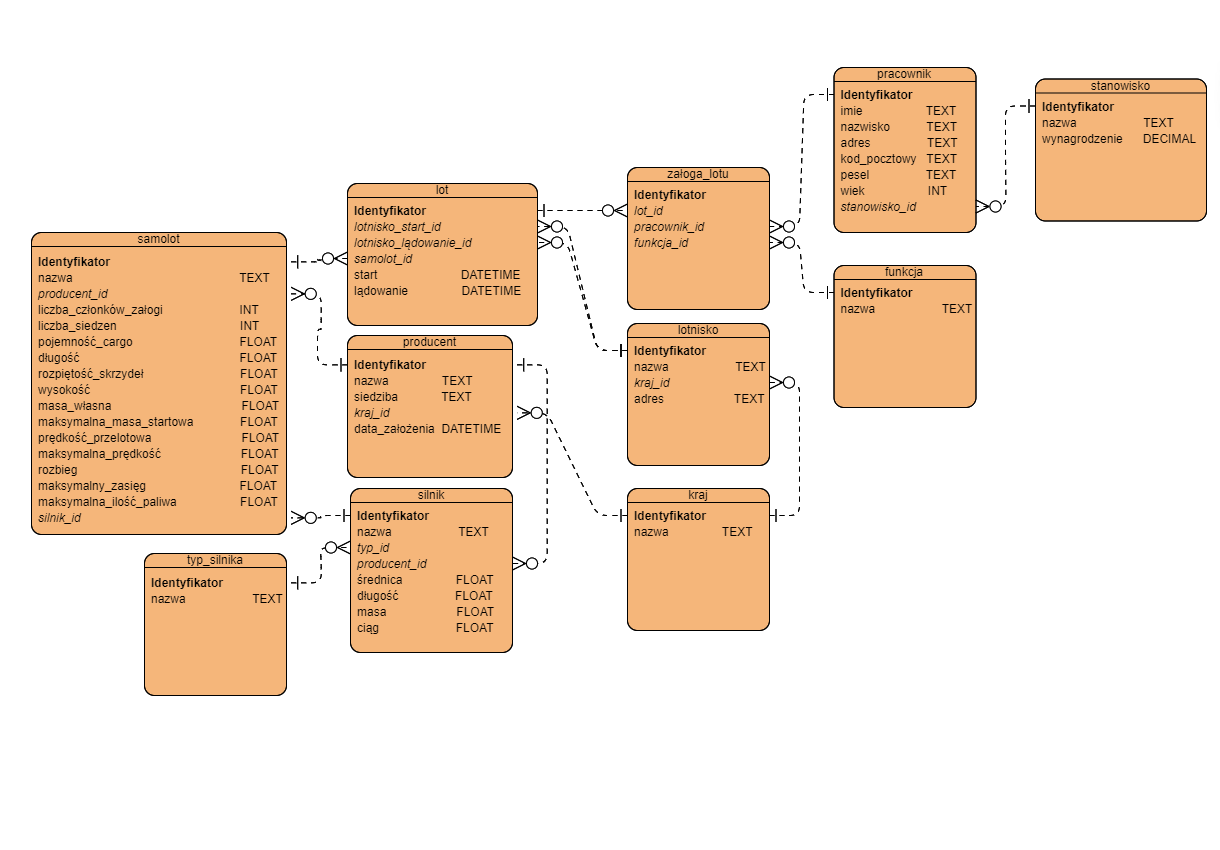 samolot
Identyfikator
nazwa TEXT
producent_id
liczba_członków_załogi INT
liczba_siedzen INT
pojemność_cargo FLOAT
długość FLOAT
rozpiętość_skrzydeł FLOAT
wysokość FLOAT
masa_własna FLOAT
maksymalna_masa_startowa FLOAT
prędkość_przelotowa FLOAT
maksymalna_prędkość FLOAT
rozbieg FLOAT
maksymalny_zasięg FLOAT
maksymalna_ilość_paliwa FLOAT
silnik_id
typ_silnika
Identyfikator
nazwa TEXT
lot
Identyfikator
lotnisko_start_id
lotnisko_lądowanie_id
samolot_id
start DATETIME
lądowanie DATETIME
producent
Identyfikator
nazwa TEXT
siedziba TEXT
kraj_id
data_założenia DATETIME
silnik
Identyfikator
nazwa TEXT
typ_id
producent_id
średnica FLOAT
długość FLOAT
masa FLOAT
ciąg FLOAT
załoga_lotu
Identyfikator
lot_id
pracownik_id
funkcja_id
lotnisko
Identyfikator
nazwa TEXT
kraj_id
adres TEXT
kraj
Identyfikator
nazwa TEXT
pracownik
Identyfikator
imie TEXT
nazwisko TEXT
adres TEXT
kod_pocztowy TEXT
pesel TEXT
wiek INT
stanowisko_id
funkcja
Identyfikator
nazwa TEXT
stanowisko
Identyfikator
nazwa TEXT
wynagrodzenie DECIMAL